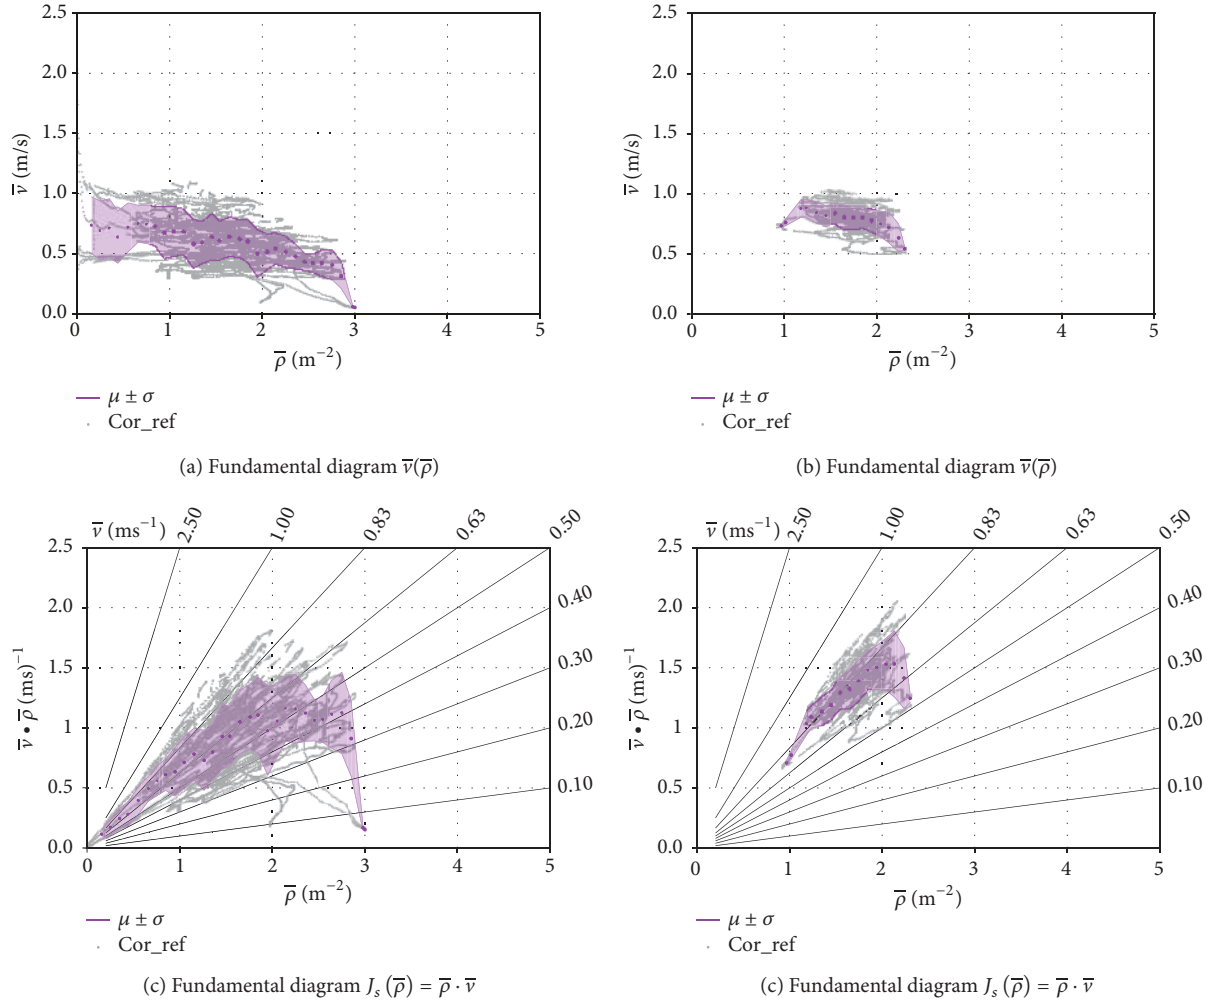 2.5
2.0
1.5
1.0
0.5
0.0
v̅ (m/s)
0 1 2 3 4 5
ρ̅ (m⁻²)
μ ± σ
Cor_ref
(a) Fundamental diagram v̅(ρ̅)
2.5
2.0
1.5
1.0
0.5
0.0
v̅ (m/s)
0 1 2 3 4 5
ρ̅ (m⁻²)
μ ± σ
Cor_ref
(b) Fundamental diagram v̅(ρ̅)
v̅ (ms⁻¹) 2.50 1.00 0.83 0.63 0.50
0.40
0.30
0.20
0.10
2.5
2.0
1.5
1
0.5
0.0
v̅ • ρ̅ (ms)⁻¹
0 1 2 3 4 5
ρ̅ (m⁻²)
μ ± σ
Cor_ref
(c) Fundamental diagram Jₛ (ρ̅) = ρ̅ · v̅
v̅ (ms⁻¹) 2.50 1.00 0.83 0.63 0.50
0.40
0.30
0.20
0.10
2.5
2.0
1.5
1
0.5
0.0
v̅ • ρ̅ (ms)⁻¹
0 1 2 3 4 5
ρ̅ (m⁻²)
μ ± σ
Cor_ref
(c) Fundamental diagram Jₛ (ρ̅) = ρ̅ · v̅